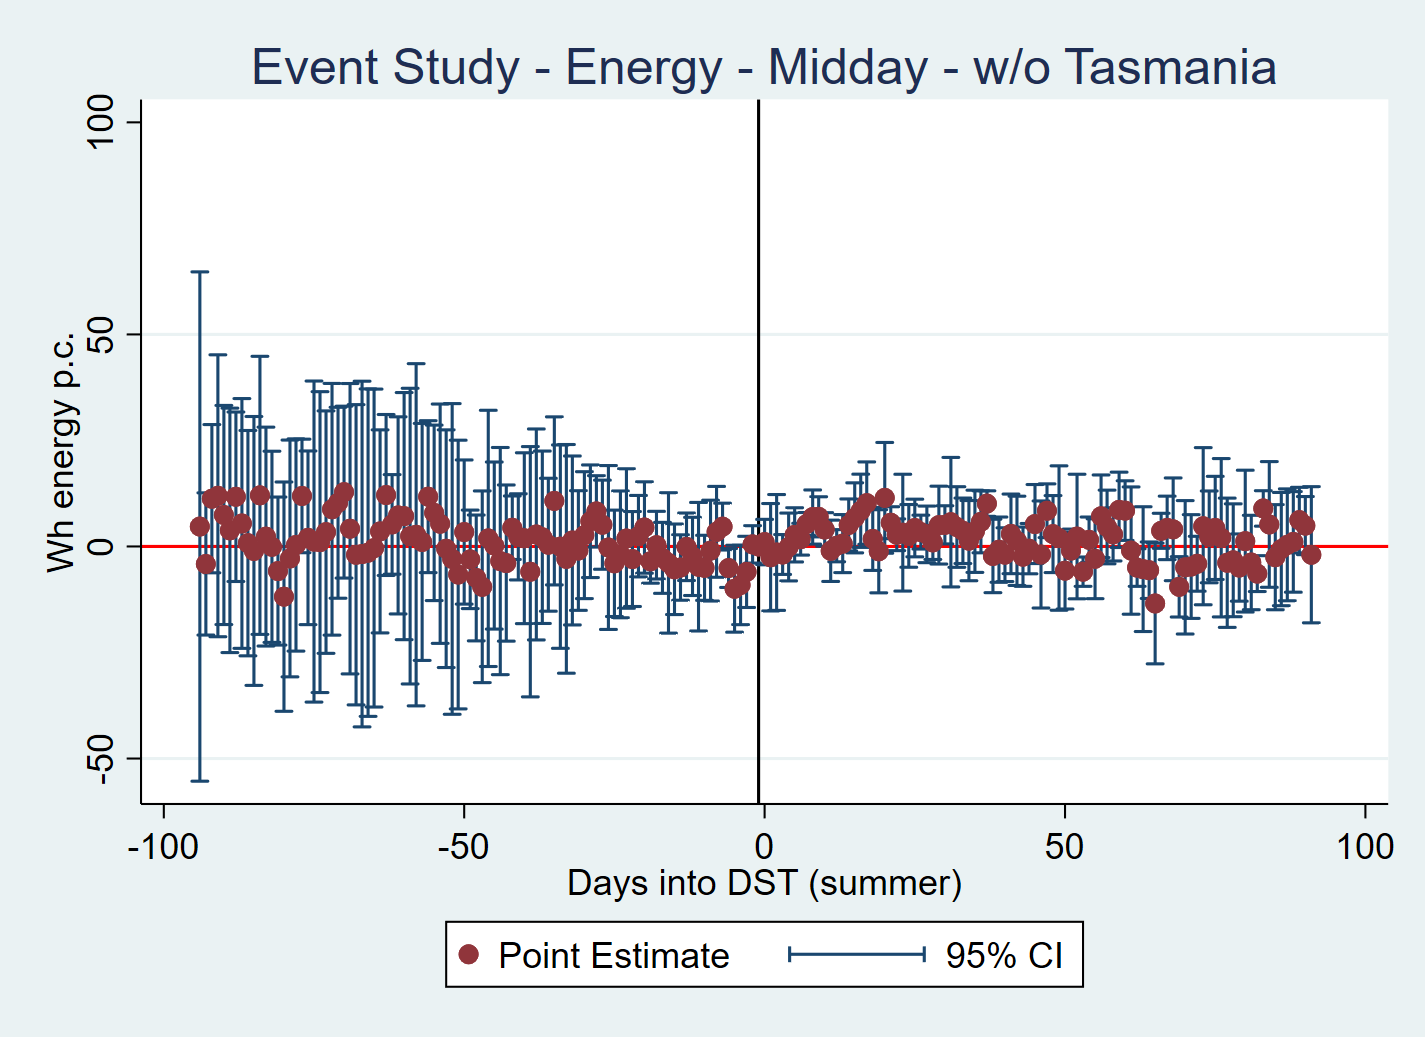 Event Study - Energy - Midday - w/o Tasmania
Wh energy p.c.
100
50
0
-50
-100
-50
0
50
100
Days into DST (summer)
Point Estimate
95% CI